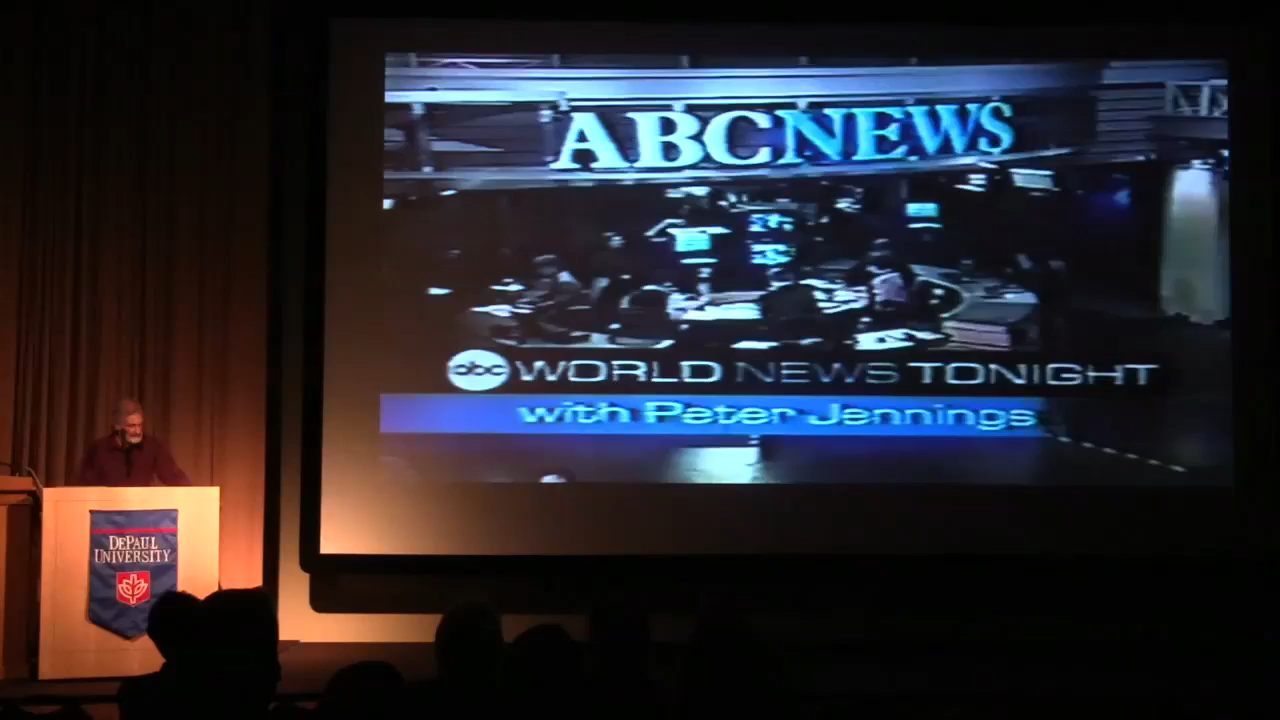 ABCNEWS
abc WORLD NEWS TONIGHT
with Peter Jennings
DEPAUL
UNIVERSITY